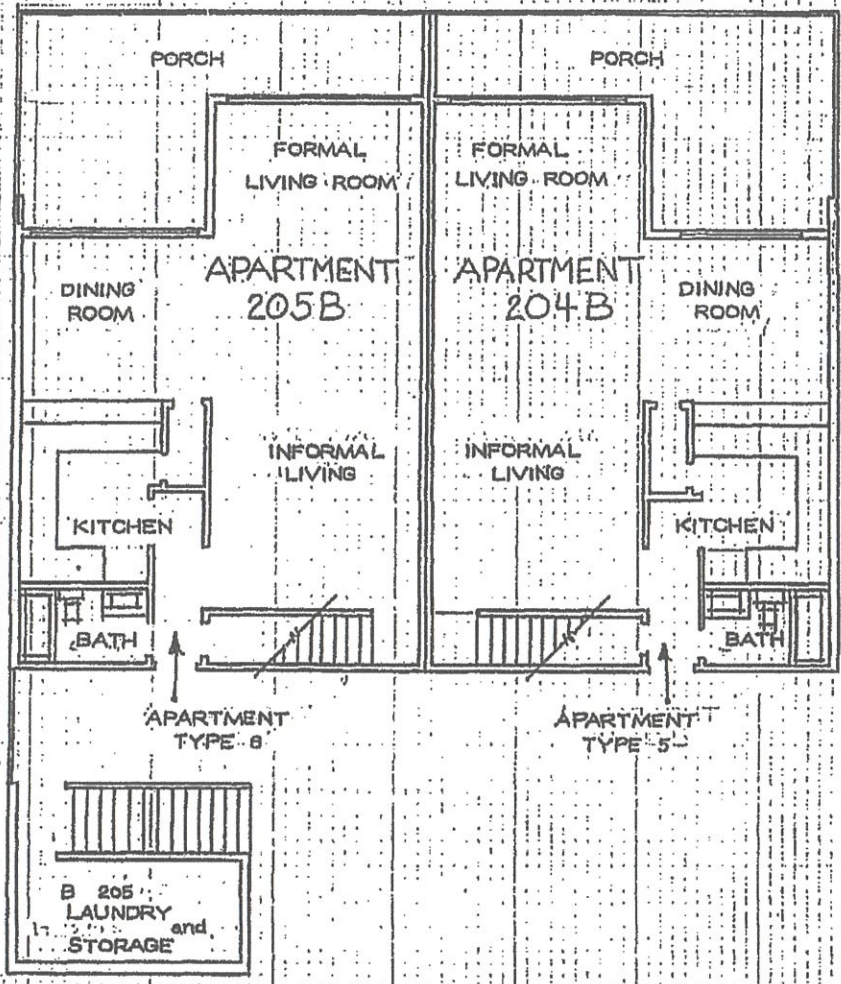 PORCH
PORCH
FORMAL
LIVING ROOM
FORMAL
LIVING ROOM
APARTMENT
205B
APARTMENT
204B
DINING
ROOM
DINING
ROOM
INFORMAL
LIVING
INFORMAL
LIVING
KITCHEN
KITCHEN
BATH
BATH
APARTMENT
TYPE 6
APARTMENT
TYPE 5
B 205
LAUNDRY
and
STORAGE